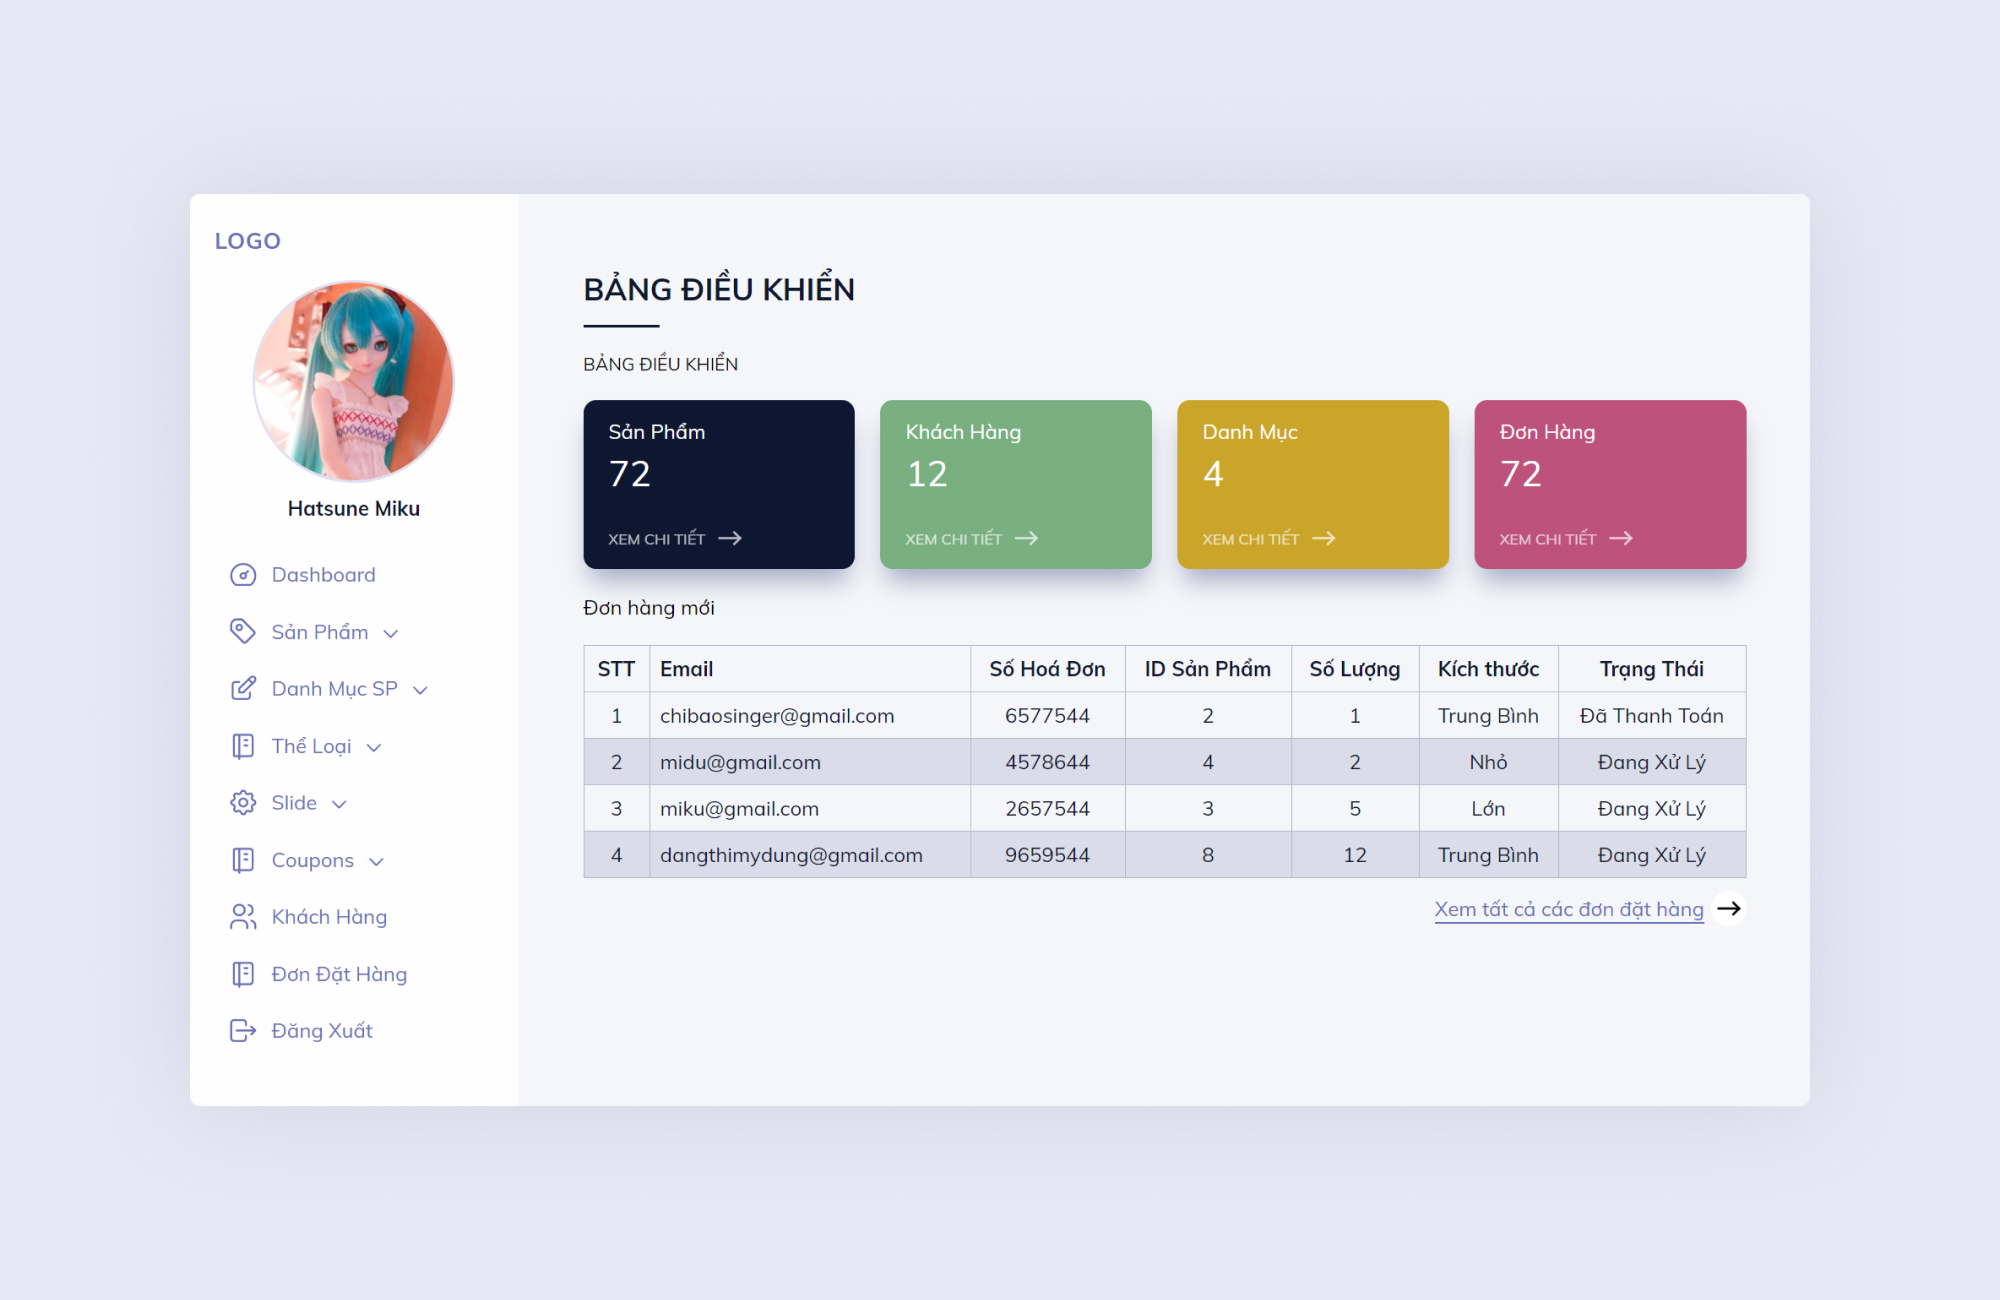 LOGO
Hatsune Miku
Dashboard
Sản Phẩm
Danh Mục SP
Thể Loại
Slide
Coupons
Khách Hàng
Đơn Đặt Hàng
Đăng Xuất
BẢNG ĐIỀU KHIỂN
BẢNG ĐIỀU KHIỂN
Sản Phẩm
72
XEM CHI TIẾT
Khách Hàng
12
XEM CHI TIẾT
Danh Mục
4
XEM CHI TIẾT
Đơn Hàng
72
XEM CHI TIẾT
Đơn hàng mới
STT Email Số Hoá Đơn ID Sản Phẩm Số Lượng Kích thước Trạng Thái
1 chibaosinger@gmail.com 6577544 2 1 Trung Bình Đã Thanh Toán
2 midu@gmail.com 4578644 4 2 Nhỏ Đang Xử Lý
3 miku@gmail.com 2657544 3 5 Lớn Đang Xử Lý
4 dangthimydung@gmail.com 9659544 8 12 Trung Bình Đang Xử Lý
Xem tất cả các đơn đặt hàng